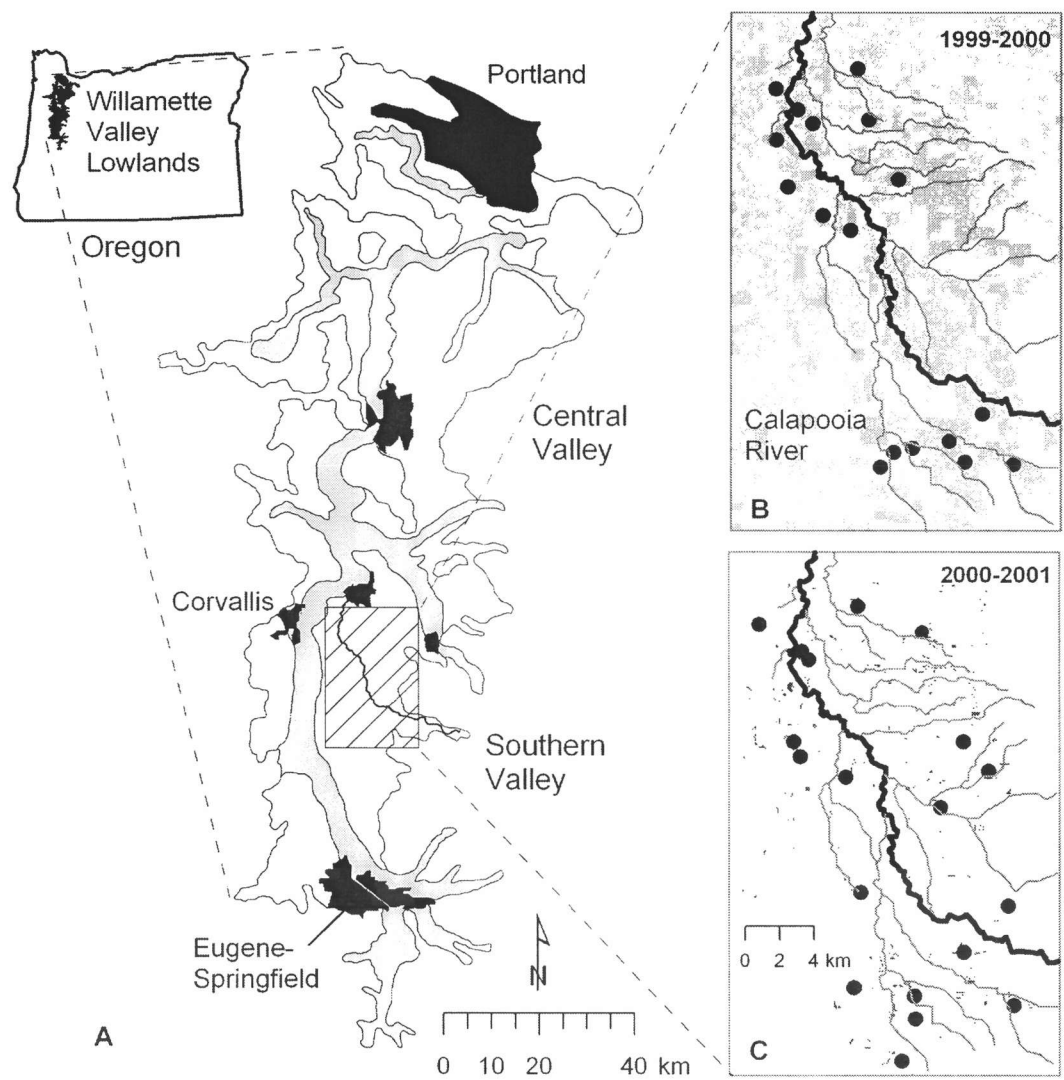 Willamette
Valley
Lowlands
Oregon
Portland
Central
Valley
Corvallis
Southern
Valley
Eugene-
Springfield
N
0 10 20 40 km
A
1999-2000
Calapooia
River
B
2000-2001
0 2 4 km
C